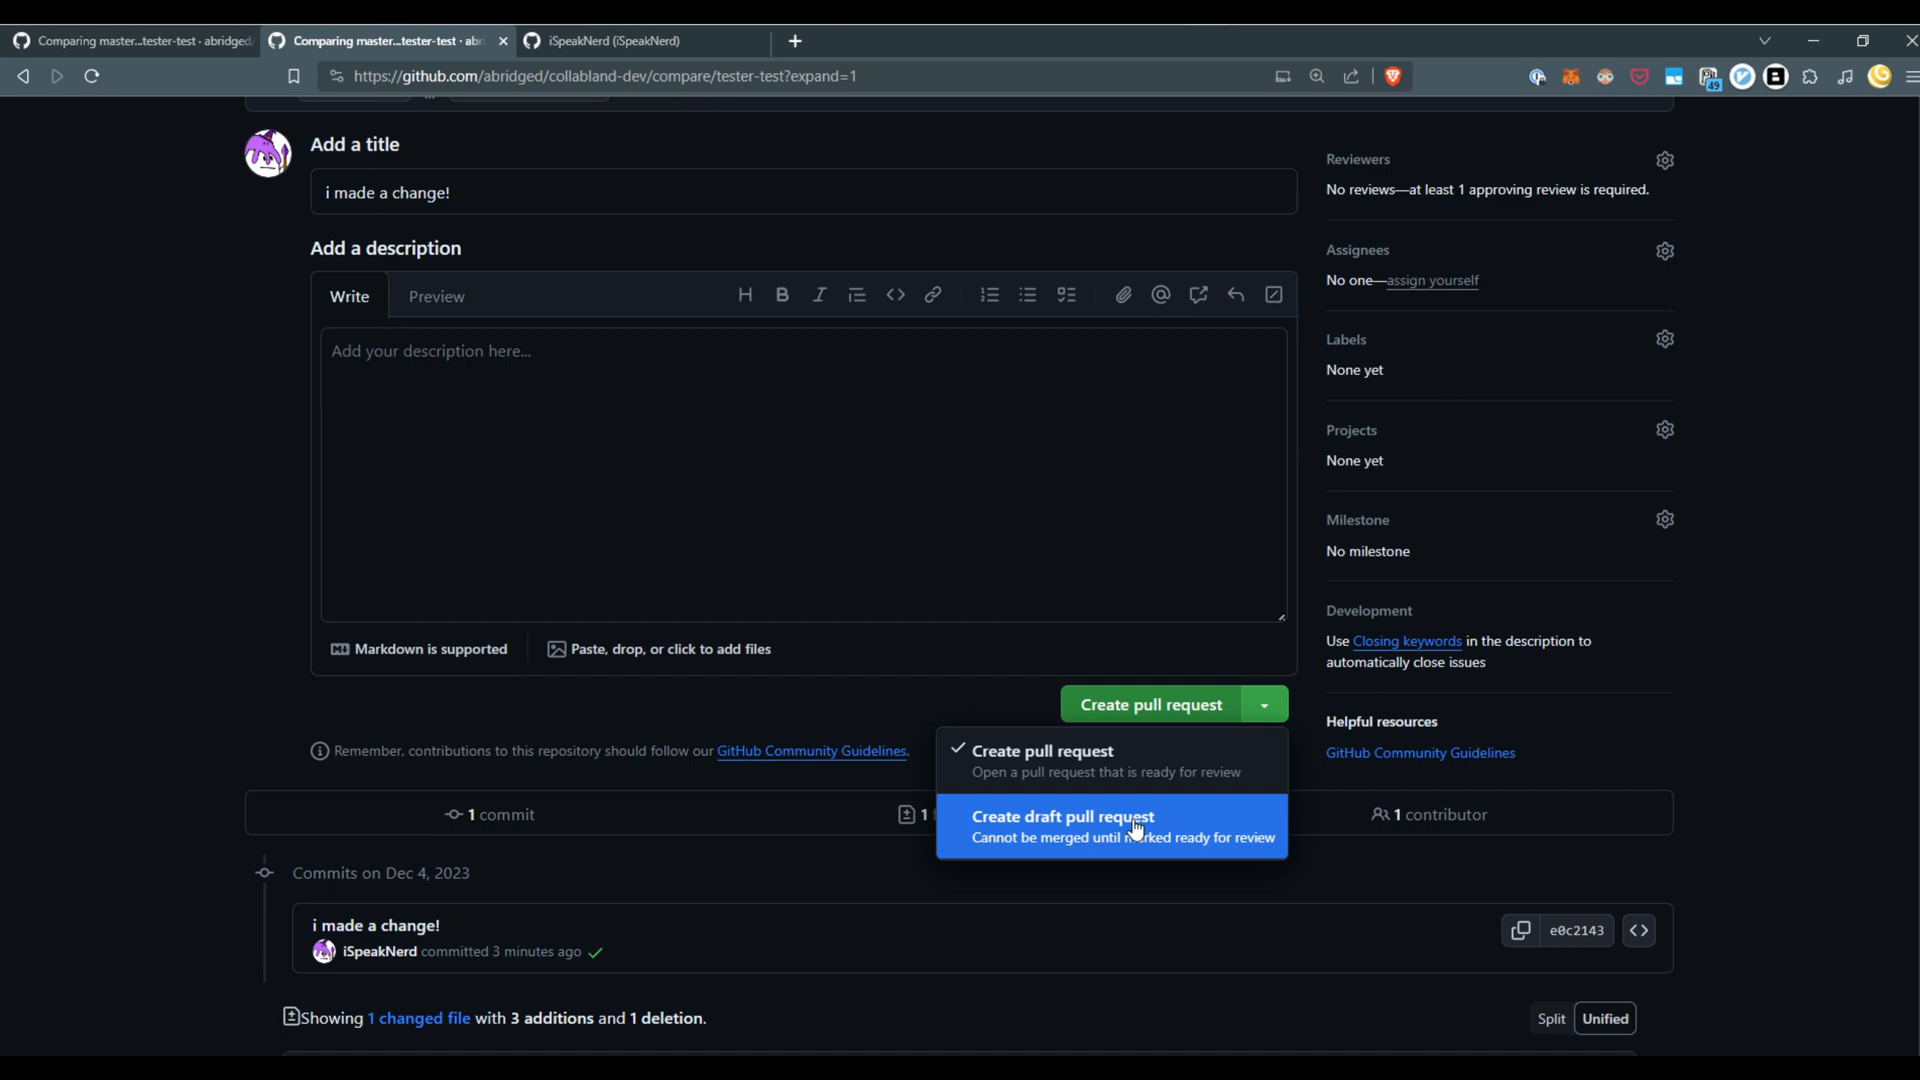 Comparing master...tester-test · abridged
Comparing master...tester-test · abr
iSpeakNerd (iSpeakNerd)
https://github.com/abridged/collabland-dev/compare/tester-test?expand=1
49
Add a title
i made a change!
Add a description
Write
Preview
Add your description here...
Markdown is supported
Paste, drop, or click to add files
Create pull request
Remember, contributions to this repository should follow our GitHub Community Guidelines.
Create pull request
Open a pull request that is ready for review
Create draft pull request
Cannot be merged until marked ready for review
Reviewers
No reviews—at least 1 approving review is required.
Assignees
No one—assign yourself
Labels
None yet
Projects
None yet
Milestone
No milestone
Development
Use Closing keywords in the description to
automatically close issues
Helpful resources
GitHub Community Guidelines
1 commit
1
1 contributor
Commits on Dec 4, 2023
i made a change!
iSpeakNerd committed 3 minutes ago
e0c2143
Showing 1 changed file with 3 additions and 1 deletion.
Split
Unified